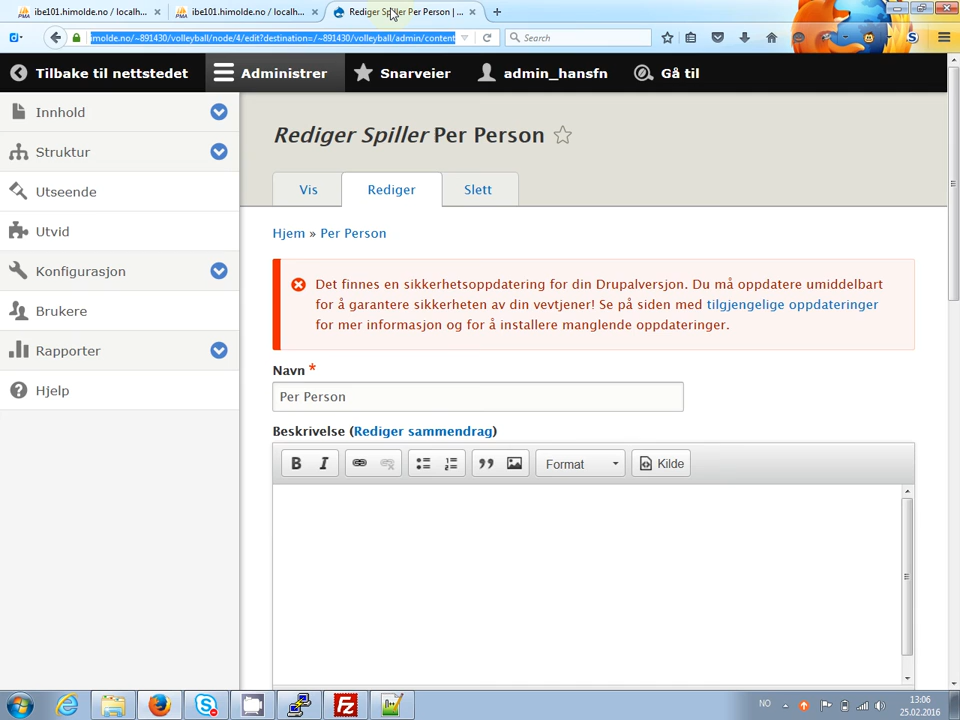 ibe101.himolde.no / localh...
ibe101.himolde.no / localh...
Rediger Spiller Per Person | ...
molde.no/~891430/volleyball/node/4/edit?destination=/~891430/volleyball/admin/content
Search
Tilbake til nettstedet
Administrer
Snarveier
admin_hansfn
Gå til
Innhold
Struktur
Utseende
Utvid
Konfigurasjon
Brukere
Rapporter
Hjelp
Rediger Spiller Per Person
Vis
Rediger
Slett
Hjem » Per Person
Det finnes en sikkerhetsoppdatering for din Drupalversjon. Du må oppdatere umiddelbart
for å garantere sikkerheten av din vevtjener! Se på siden med tilgjengelige oppdateringer
for mer informasjon og for å installere manglende oppdateringer.
Navn *
Per Person
Beskrivelse (Rediger sammendrag)
B I
Format
Kilde
NO
13:06
25.02.2016